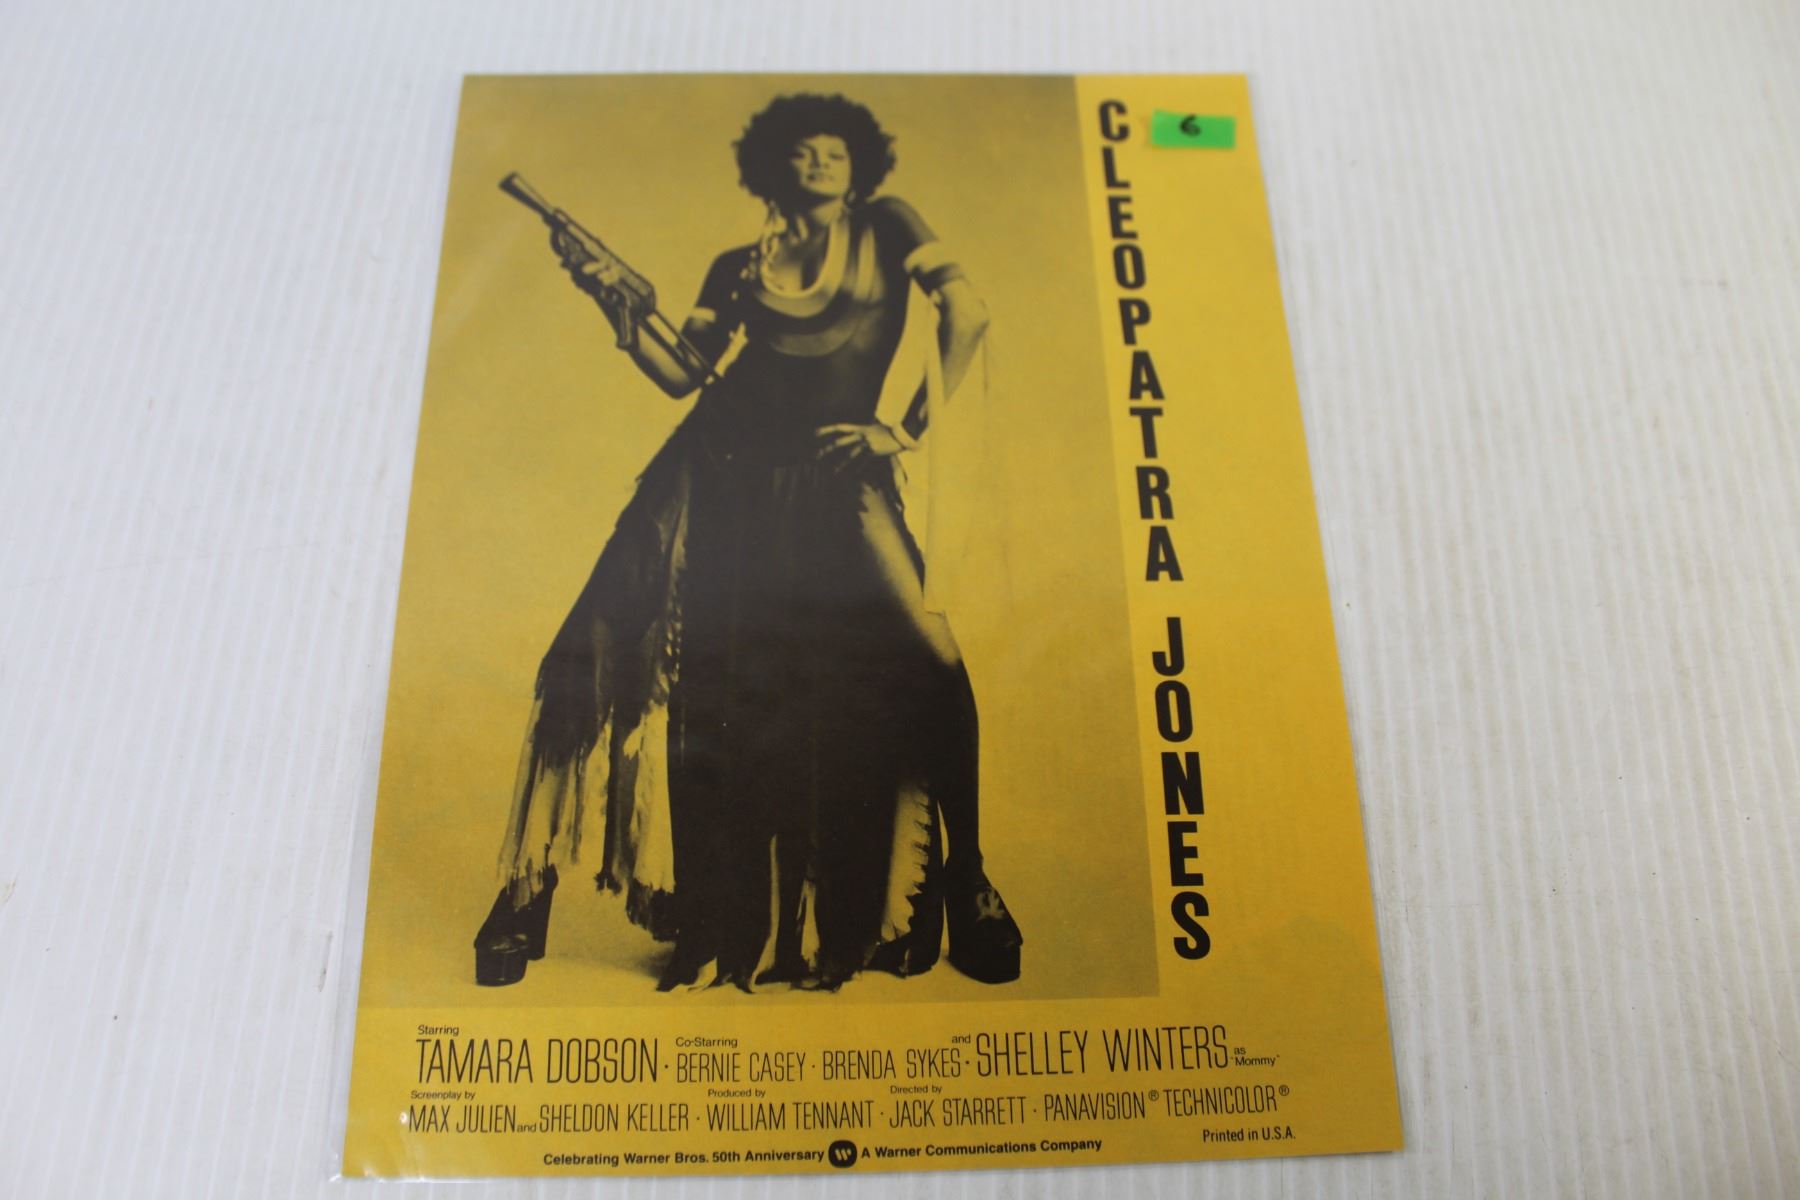 CLEOPATRA JONES
6
Starring
TAMARA DOBSON · Co-Starring BERNIE CASEY · BRENDA SYKES · and SHELLEY WINTERS as "Mommy"
Screenplay by Produced by Directed by
MAX JULIEN and SHELDON KELLER · WILLIAM TENNANT · JACK STARRETT · PANAVISION® TECHNICOLOR®
Celebrating Warner Bros. 50th Anniversary W A Warner Communications Company
Printed in U.S.A.